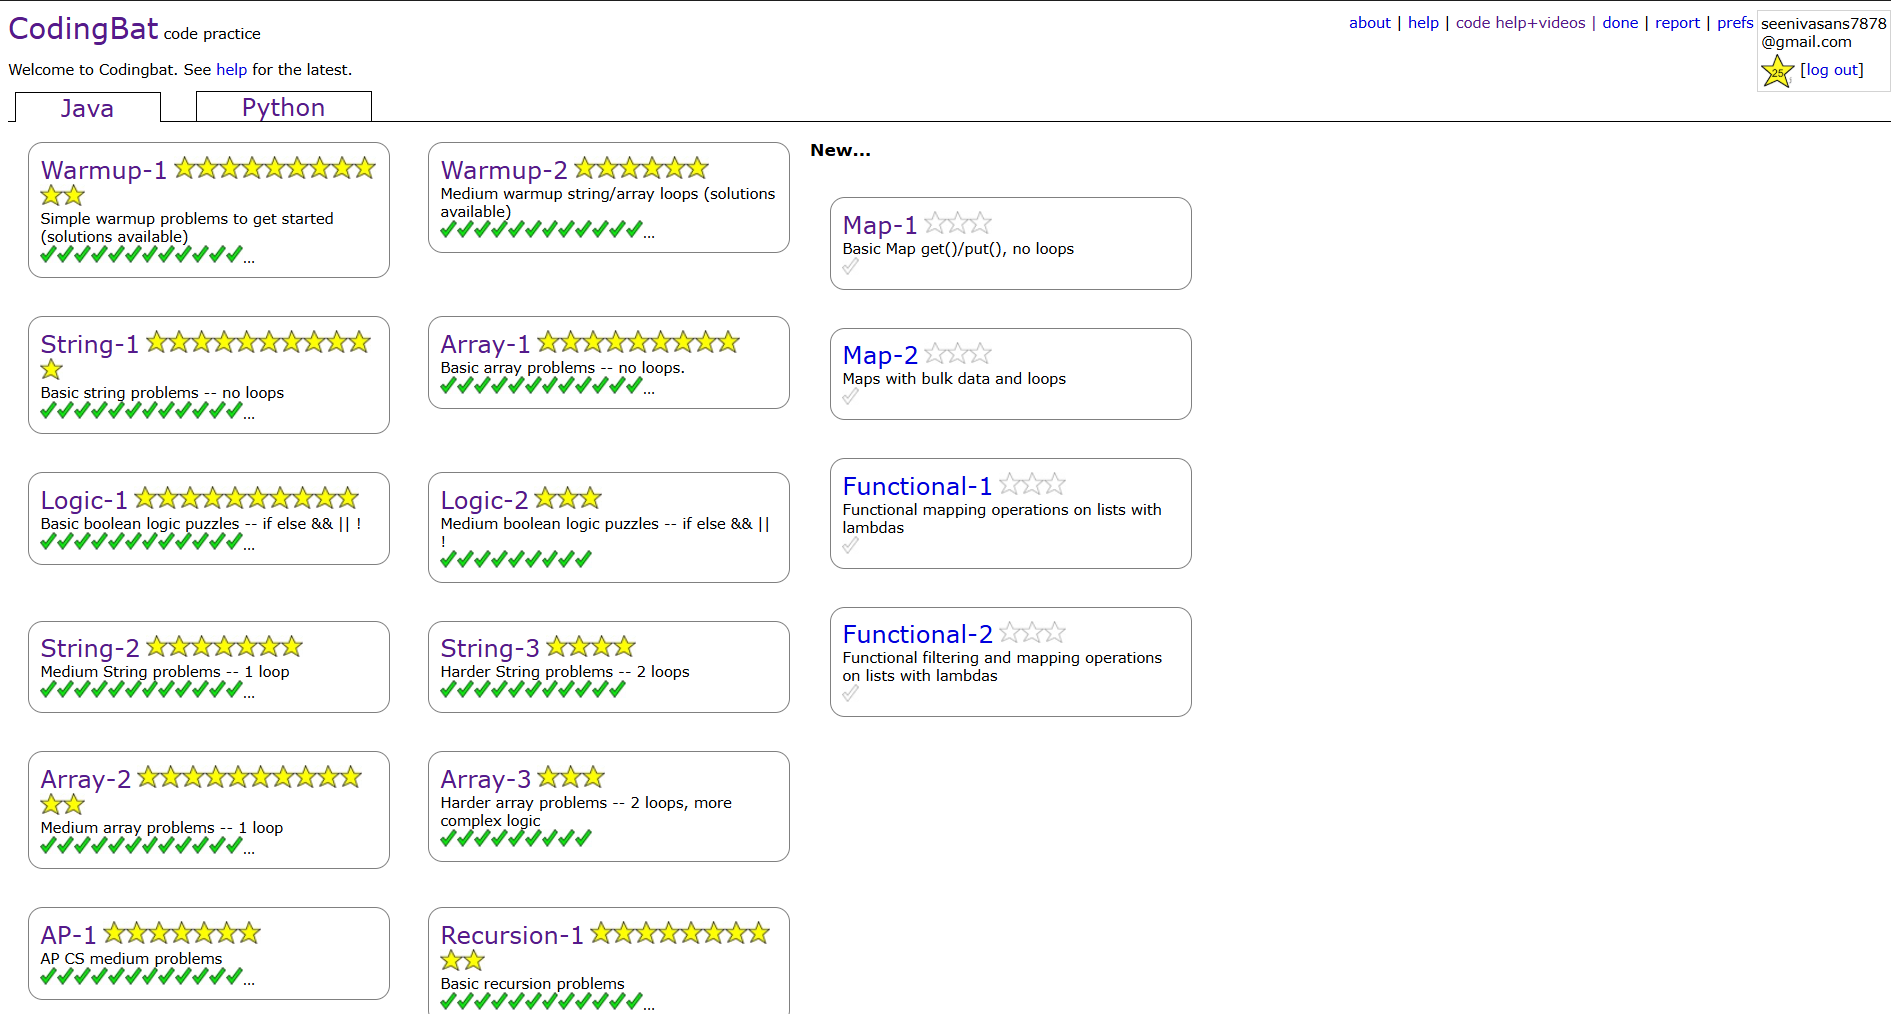 CodingBat code practice
about | help | code help+videos | done | report | prefs
seenivasans7878
@gmail.com
25
[log out]
Welcome to Codingbat. See help for the latest.
Java
Python
Warmup-1
Simple warmup problems to get started
(solutions available)
...
Warmup-2
Medium warmup string/array loops (solutions
available)
...
New...
Map-1
Basic Map get()/put(), no loops
String-1
Basic string problems -- no loops
...
Array-1
Basic array problems -- no loops.
...
Map-2
Maps with bulk data and loops
Logic-1
Basic boolean logic puzzles -- if else && || !
...
Logic-2
Medium boolean logic puzzles -- if else && ||
!
Functional-1
Functional mapping operations on lists with
lambdas
String-2
Medium String problems -- 1 loop
...
String-3
Harder String problems -- 2 loops
Functional-2
Functional filtering and mapping operations
on lists with lambdas
Array-2
Medium array problems -- 1 loop
...
Array-3
Harder array problems -- 2 loops, more
complex logic
AP-1
AP CS medium problems
...
Recursion-1
Basic recursion problems
...